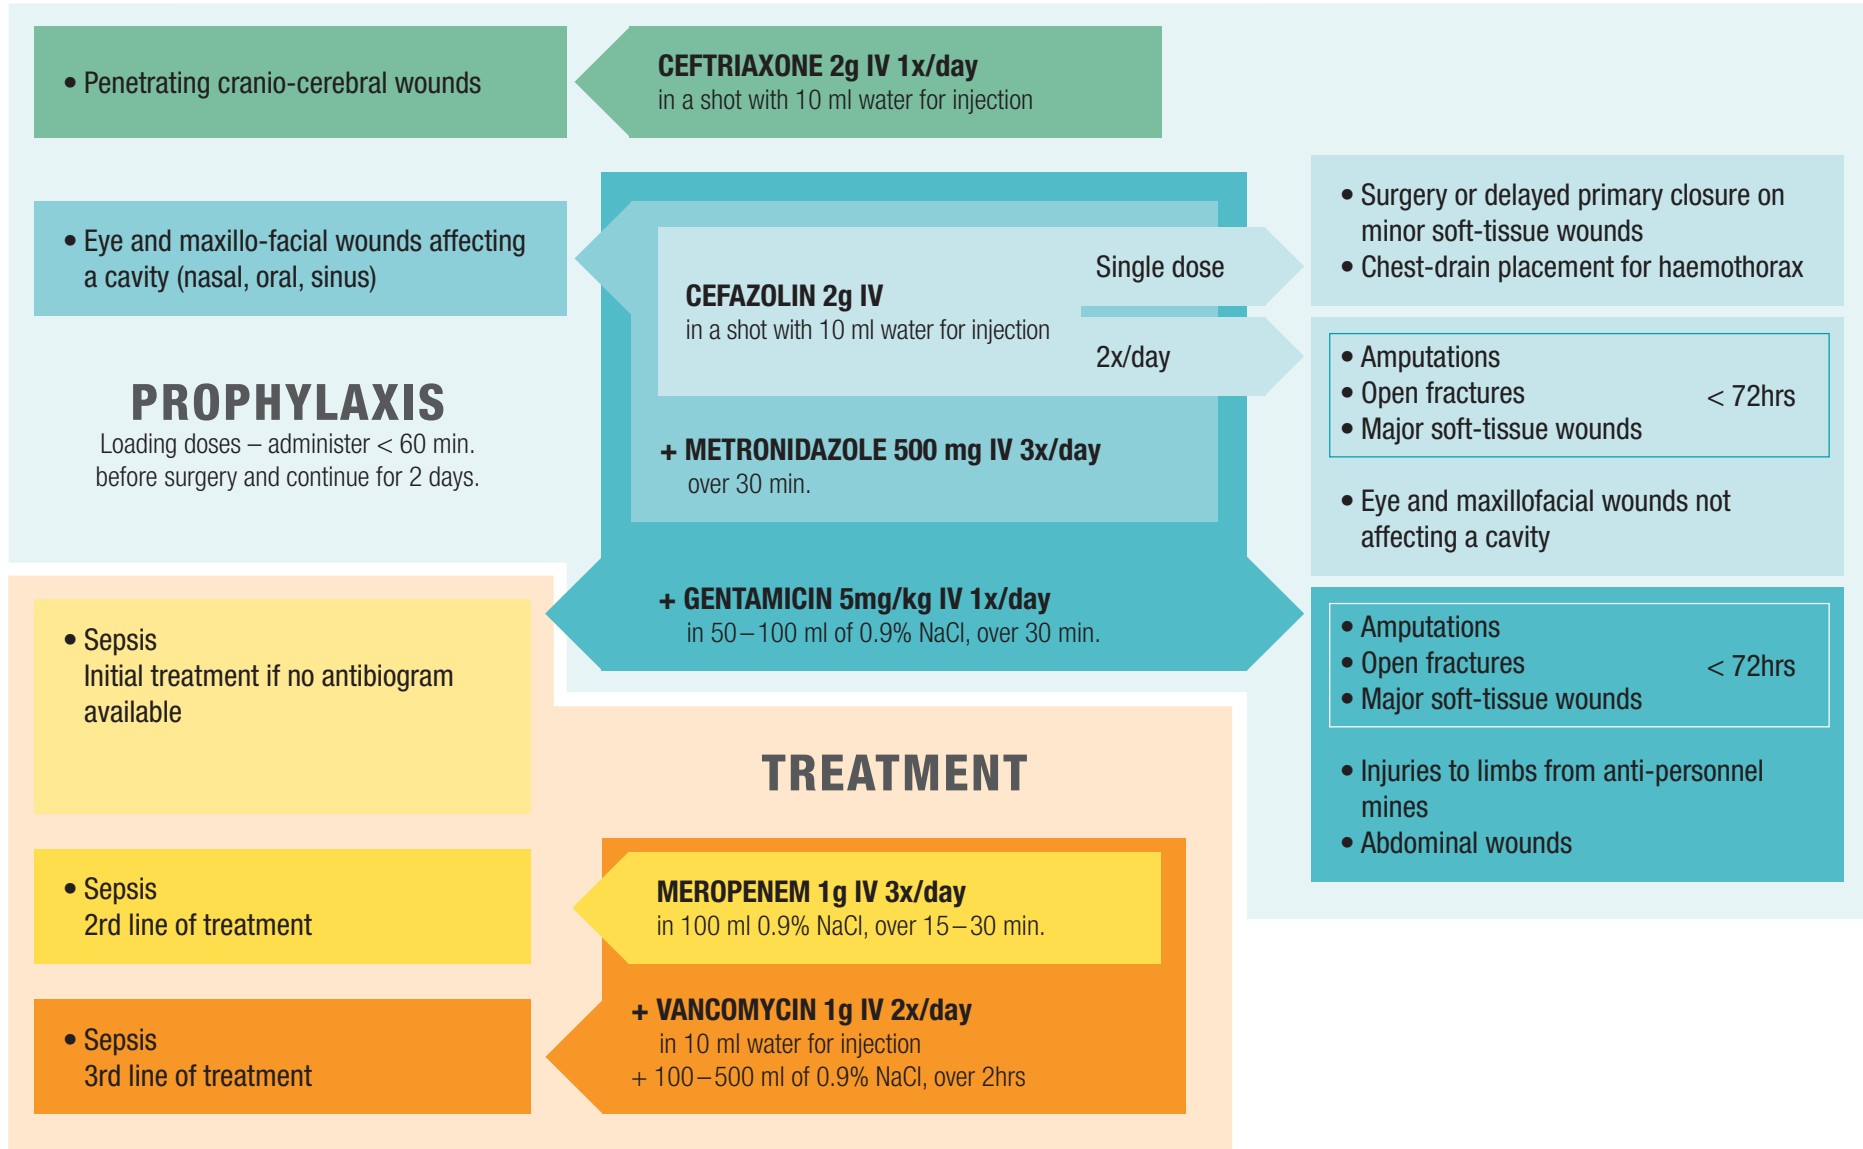 • Penetrating cranio-cerebral wounds
CEFTRIAXONE 2g IV 1x/day
in a shot with 10 ml water for injection
• Eye and maxillo-facial wounds affecting
a cavity (nasal, oral, sinus)
CEFAZOLIN 2g IV
in a shot with 10 ml water for injection
Single dose
2x/day
• Surgery or delayed primary closure on
minor soft-tissue wounds
• Chest-drain placement for haemothorax
• Amputations
• Open fractures
• Major soft-tissue wounds
< 72hrs
• Eye and maxillofacial wounds not
affecting a cavity
PROPHYLAXIS
Loading doses – administer < 60 min.
before surgery and continue for 2 days.
+ METRONIDAZOLE 500 mg IV 3x/day
over 30 min.
+ GENTAMICIN 5mg/kg IV 1x/day
in 50–100 ml of 0.9% NaCl, over 30 min.
• Amputations
• Open fractures
• Major soft-tissue wounds
< 72hrs
• Injuries to limbs from anti-personnel
mines
• Abdominal wounds
• Sepsis
Initial treatment if no antibiogram
available
TREATMENT
• Sepsis
2rd line of treatment
MEROPENEM 1g IV 3x/day
in 100 ml 0.9% NaCl, over 15–30 min.
• Sepsis
3rd line of treatment
+ VANCOMYCIN 1g IV 2x/day
in 10 ml water for injection
+ 100–500 ml of 0.9% NaCl, over 2hrs